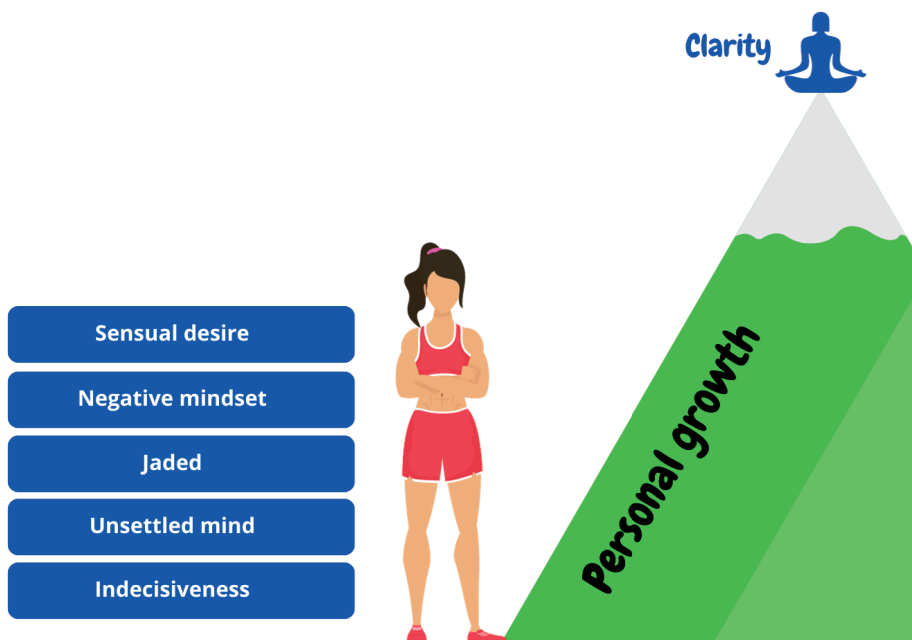 Clarity
Sensual desire
Negative mindset
Jaded
Unsettled mind
Indecisiveness
Personal growth